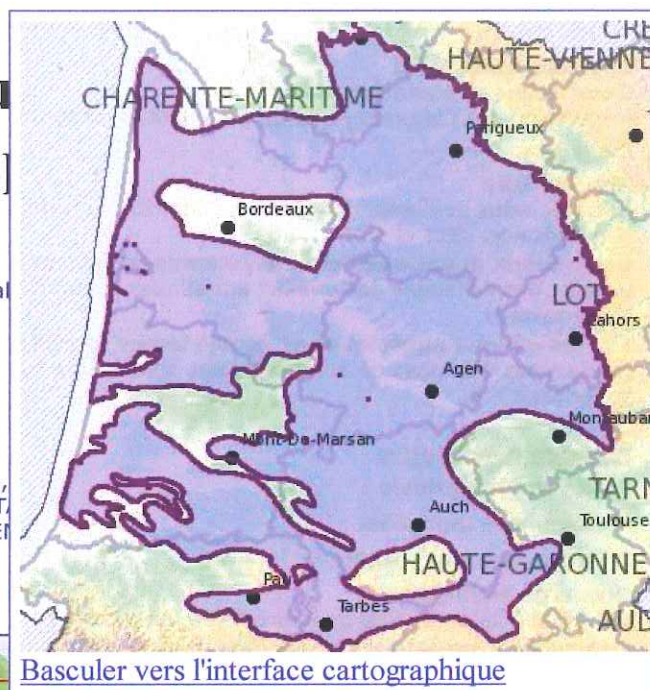 HAUTE-VIENNE
CHARENTE-MARITIME
Périgueux
Bordeaux
LOT
Cahors
Agen
Montauban
Mont-De-Marsan
TARN
Auch
Toulouse
HAUTE-GARONNE
Pau
Tarbes
AUD
Basculer vers l'interface cartographique